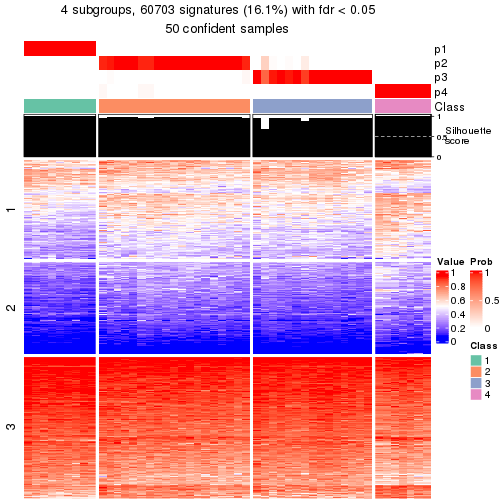 4 subgroups, 60703 signatures (16.1%) with fdr < 0.05
50 confident samples
p1
p2
p3
p4
Class
1
0.5
0
Silhouette
score
1
2
3
Value Prob
1 1
0.8
0.6 0.5
0.4
0.2
0 0
Class
1
2
3
4